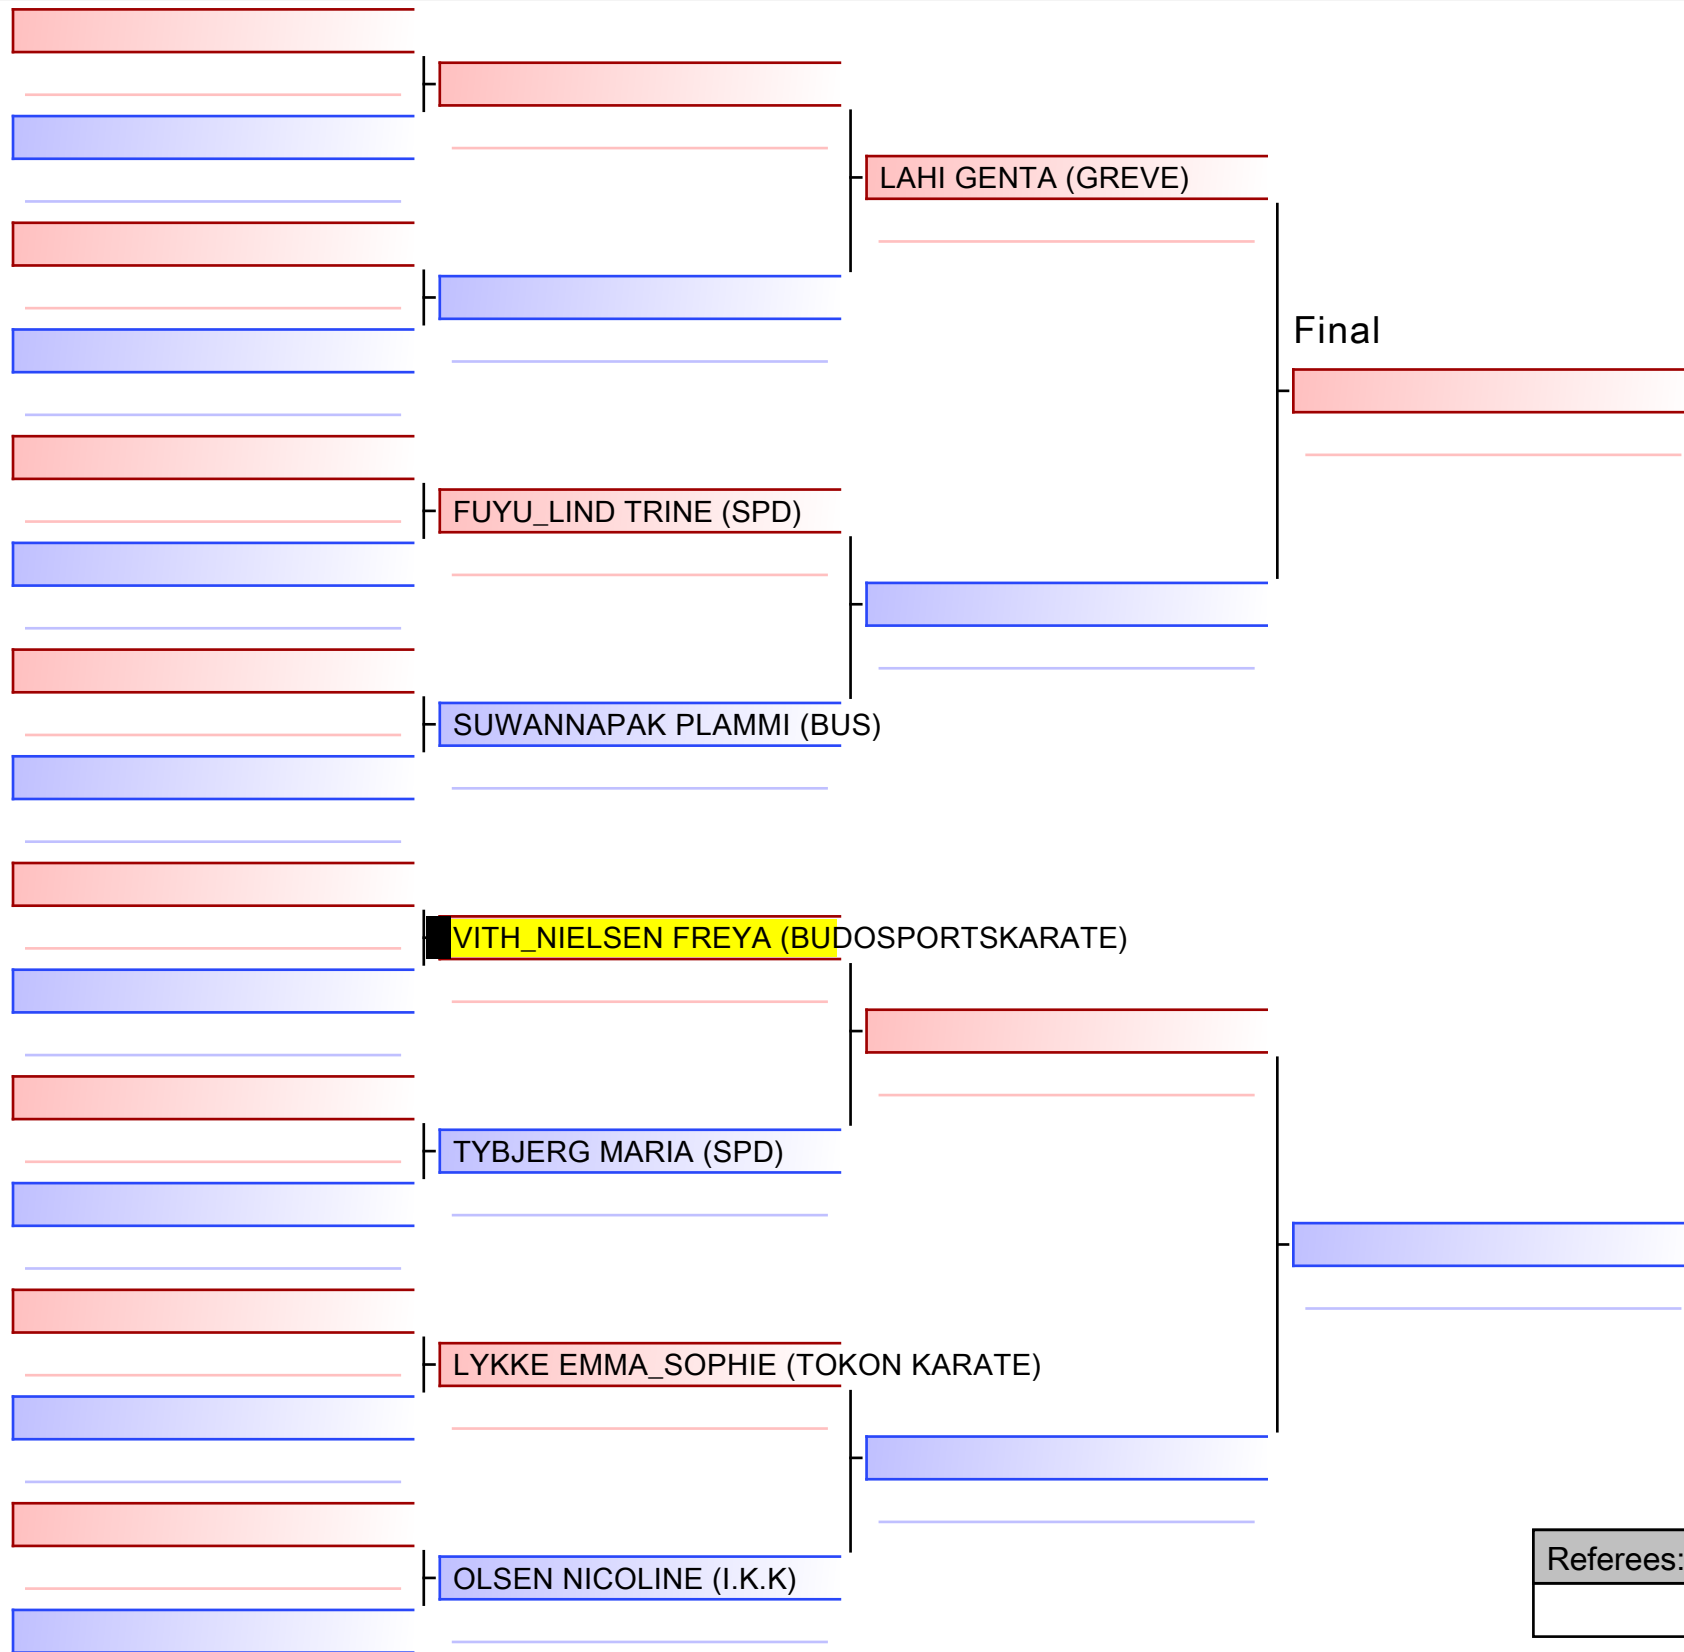 LAHI GENTA (GREVE)
Final
FUYU_LIND TRINE (SPD)
SUWANNAPAK PLAMMI (BUS)
VITH_NIELSEN FREYA (BUDOSPORTSKARATE)
TYBJERG MARIA (SPD)
LYKKE EMMA_SOPHIE (TOKON KARATE)
OLSEN NICOLINE (I.K.K)
Referees: